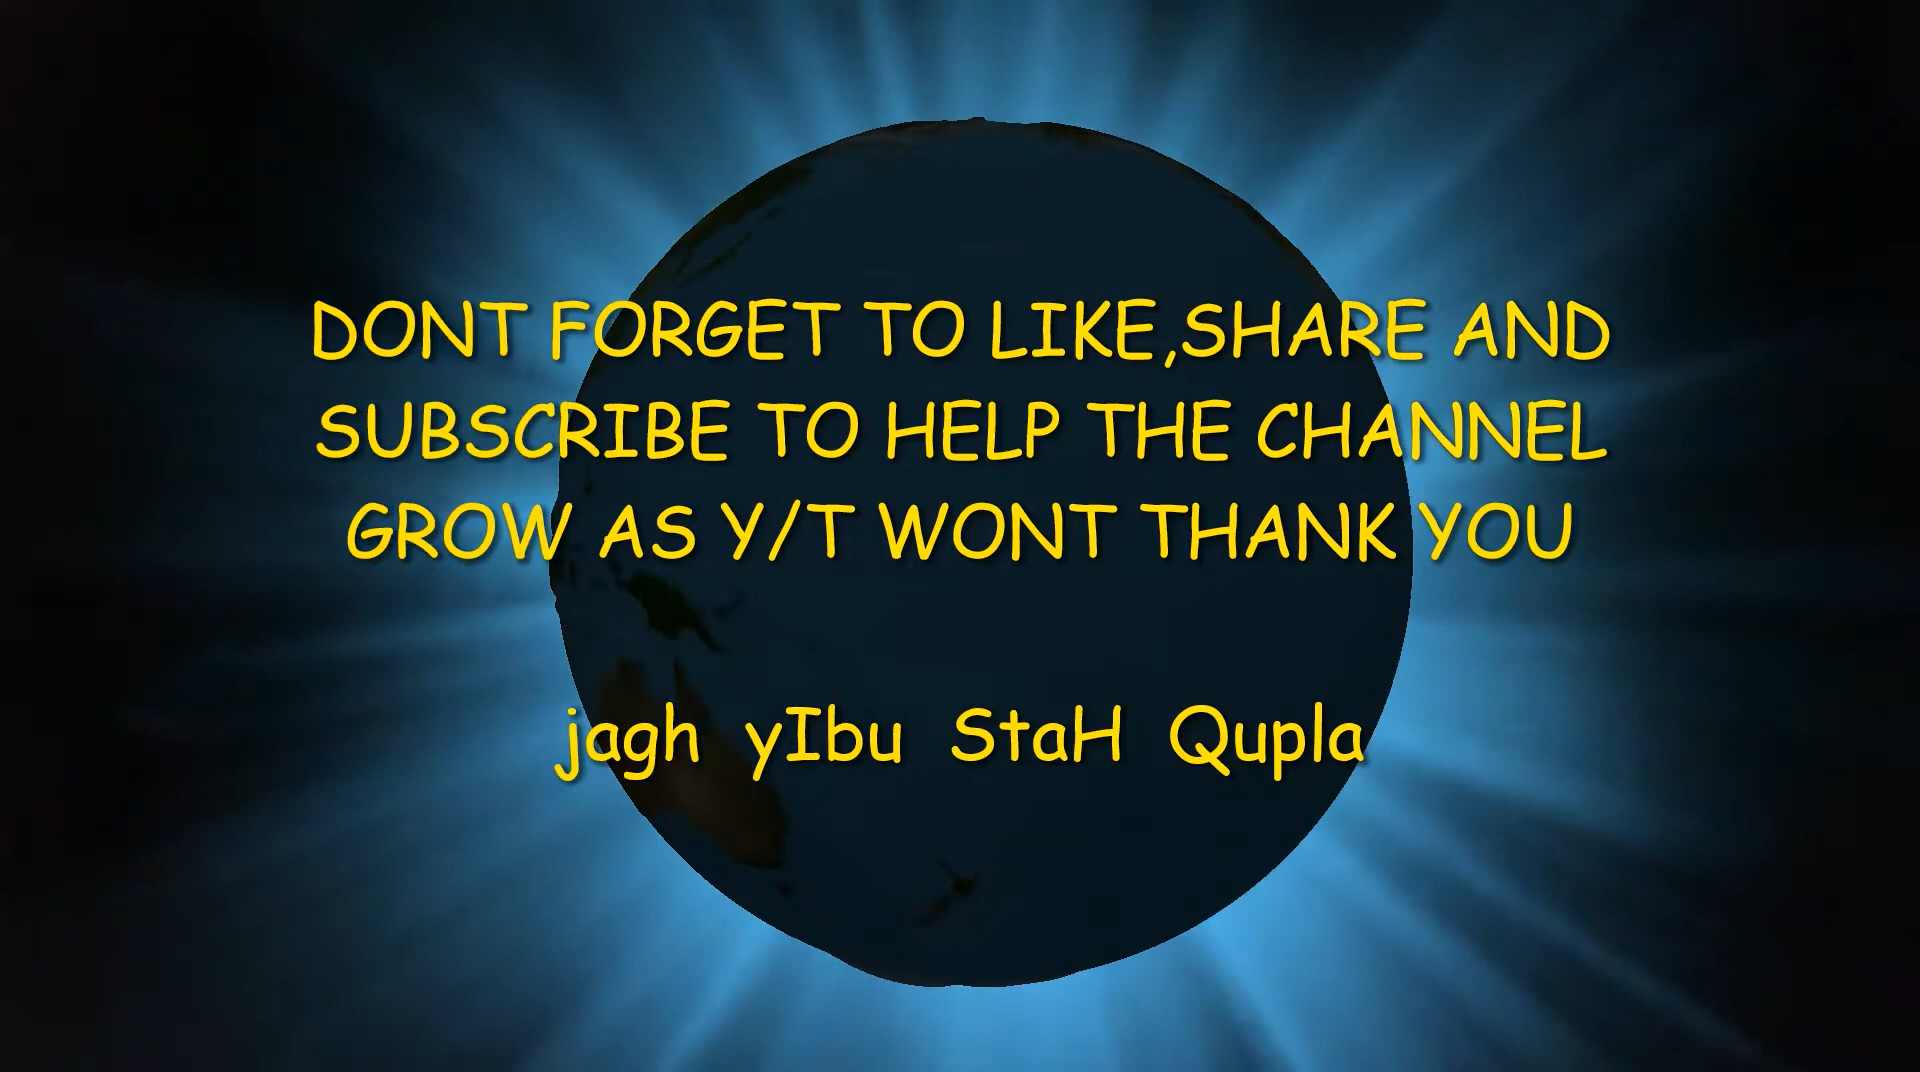 DONT FORGET TO LIKE,SHARE AND
SUBSCRIBE TO HELP THE CHANNEL
GROW AS Y/T WONT THANK YOU
jagh yIbu StaH Qupla